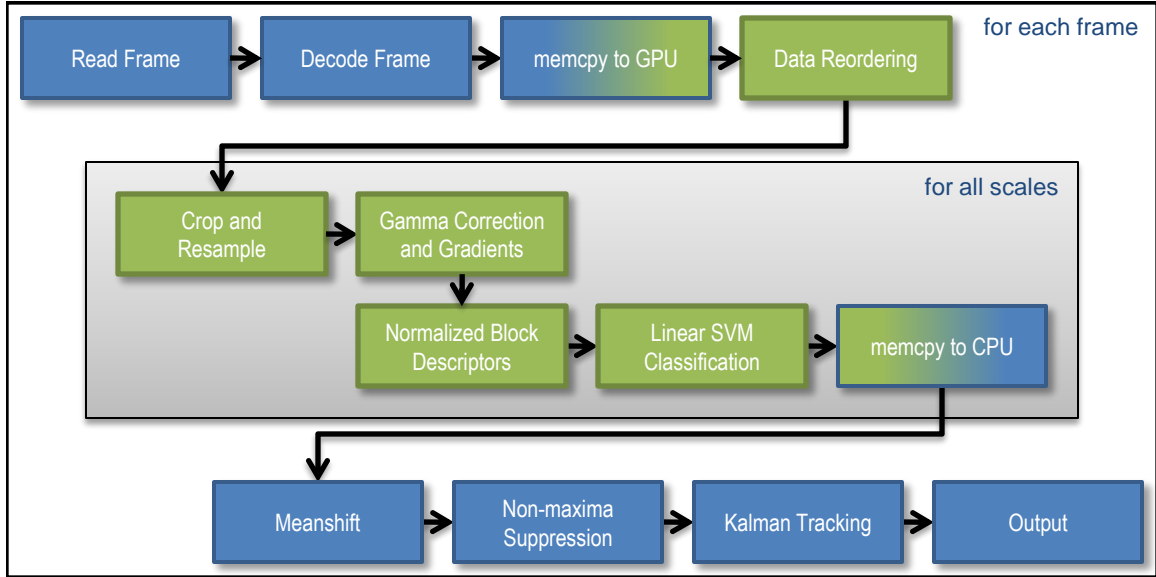 for each frame
Read Frame
Decode Frame
memcpy to GPU
Data Reordering
for all scales
Crop and
Resample
Gamma Correction
and Gradients
Normalized Block
Descriptors
Linear SVM
Classification
memcpy to CPU
Meanshift
Non-maxima
Suppression
Kalman Tracking
Output